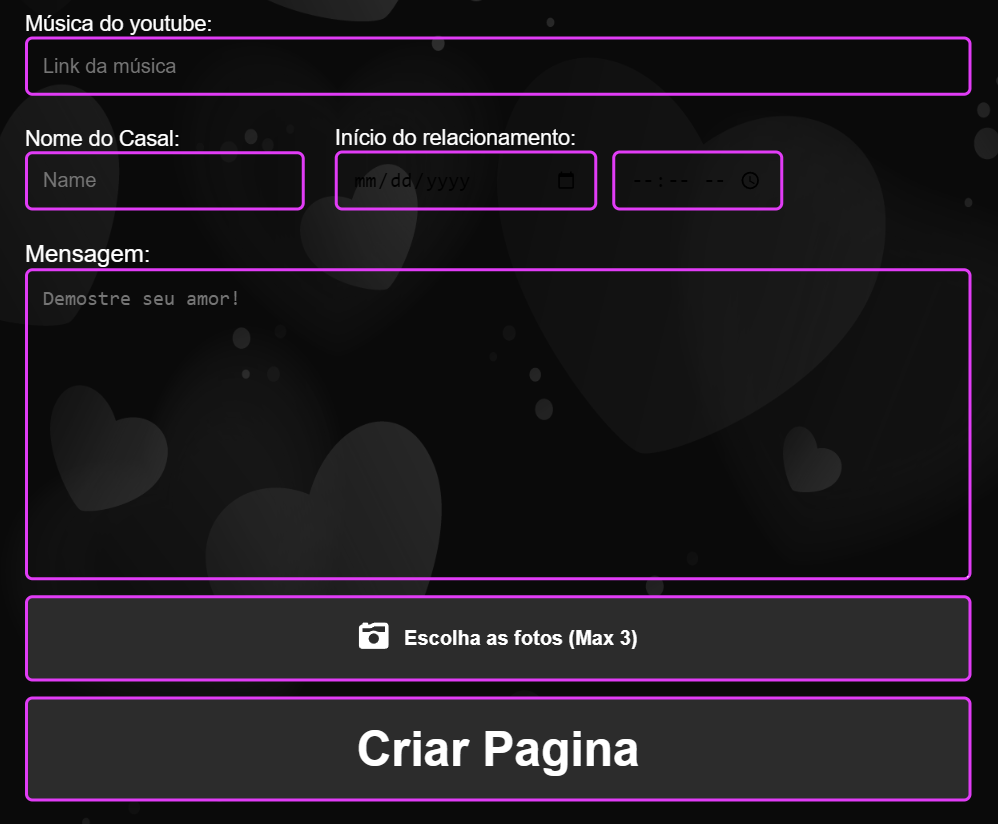 Música do youtube:
Link da música
Nome do Casal:
Início do relacionamento:
Name
mm/dd/yyyy
--:-- --
Mensagem:
Demostre seu amor!
Escolha as fotos (Max 3)
Criar Pagina